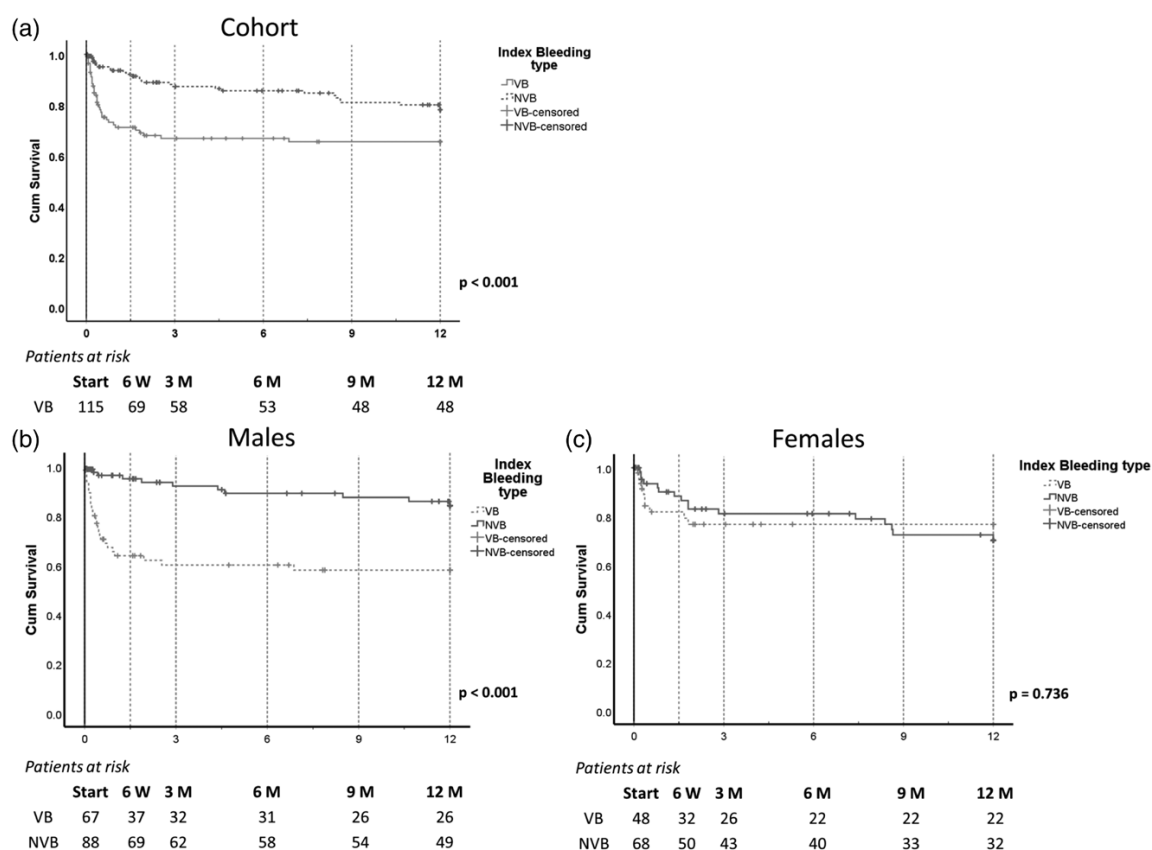 (a)
Cohort
Index Bleeding
type
VB
NVB
VB-censored
NVB-censored
Cum Survival
1.0
0.8
0.6
0.4
0.2
0.0
p < 0.001
0 3 6 9 12
Patients at risk
Start 6 W 3 M 6 M 9 M 12 M
VB 115 69 58 53 48 48
(b)
Males
Index
Bleeding
type
VB
NVB
VB-censored
NVB-censored
Cum Survival
1.0
0.8
0.6
0.4
0.2
0.0
p < 0.001
0 3 6 9 12
Patients at risk
Start 6 W 3 M 6 M 9 M 12 M
VB 67 37 32 31 26 26
NVB 88 69 62 58 54 49
(c)
Females
Index Bleeding type
VB
NVB
VB-censored
NVB-censored
Cum Survival
1.0
0.8
0.6
0.4
0.2
0.0
p = 0.736
0 3 6 9 12
Patients at risk
Start 6 W 3 M 6 M 9 M 12 M
VB 48 32 26 22 22 22
NVB 68 50 43 40 33 32